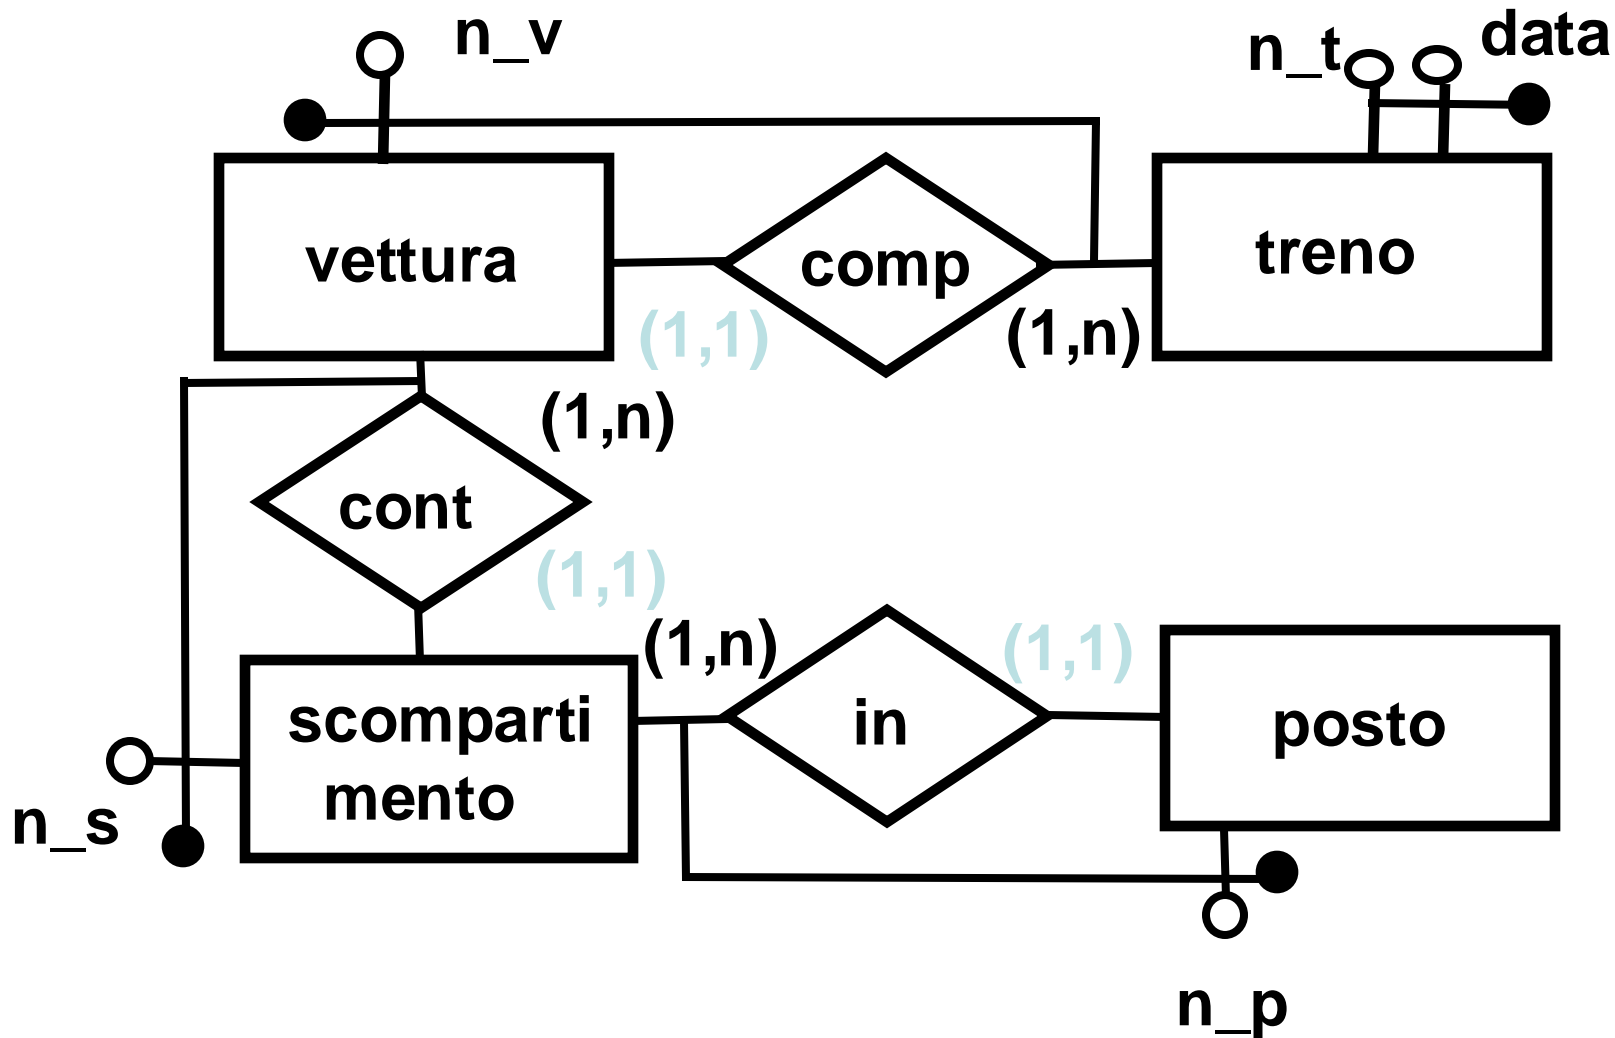 n_v
n_t
data
vettura
comp
treno
(1,1)
(1,n)
(1,n)
cont
(1,1)
(1,n)
(1,1)
scomparti
mento
in
posto
n_s
n_p